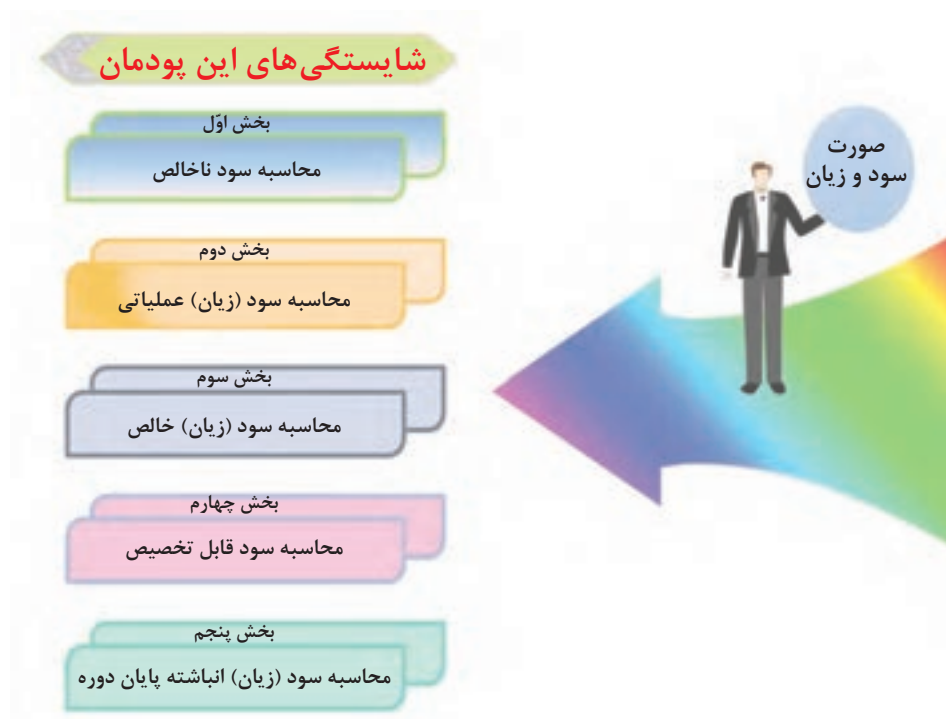 شایستگی‌های این پودمان
صورت
سود و زیان
بخش اوّل
محاسبه سود ناخالص
بخش دوم
محاسبه سود (زیان) عملیاتی
بخش سوم
محاسبه سود (زیان) خالص
بخش چهارم
محاسبه سود قابل تخصیص
بخش پنجم
محاسبه سود (زیان) انباشته پایان دوره